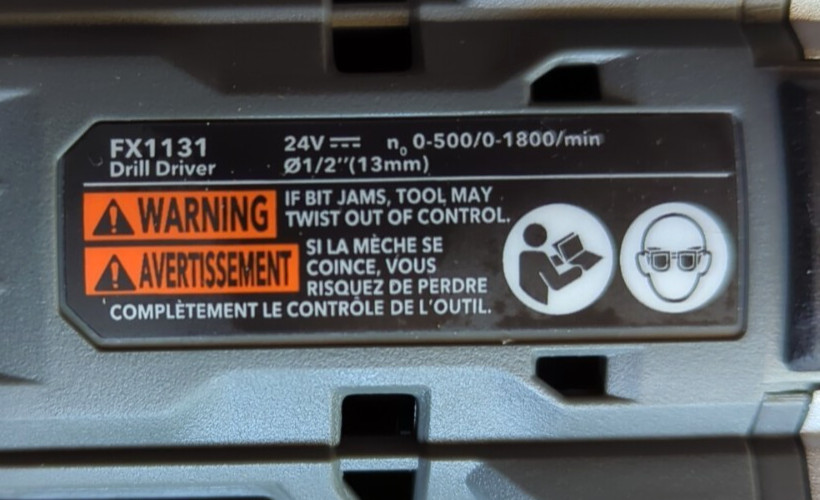 FX1131 24V ⎓ n₀ 0-500/0-1800/min
Drill Driver Ø1/2″(13mm)
WARNING IF BIT JAMS, TOOL MAY
TWIST OUT OF CONTROL.
AVERTISSEMENT SI LA MÈCHE SE
COINCE, VOUS
RISQUEZ DE PERDRE
COMPLÈTEMENT LE CONTRÔLE DE L'OUTIL.